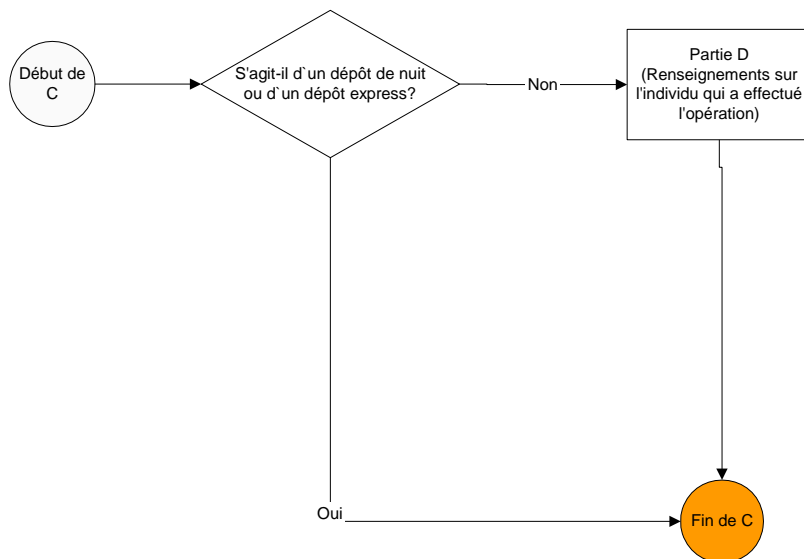 Début de
C
S'agit-il d`un dépôt de nuit
ou d`un dépôt express?
Non
Partie D
(Renseignements sur
l'individu qui a effectué
l'opération)
Oui
Fin de C